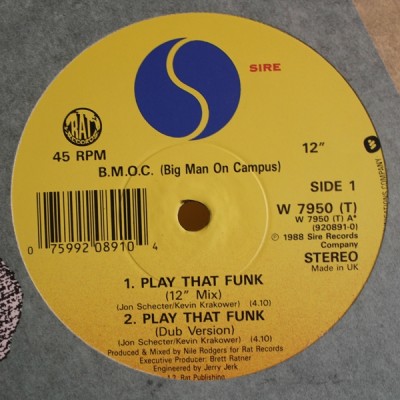 SIRE
RAT
RECORDS
45 RPM
12"
B.M.O.C. (Big Man On Campus)
SIDE 1
W 7950 (T)
W 7950 (T) A*
(920891-0)
℗ 1988 Sire Records
Company
STEREO
Made in UK
0 75992 08910 4
1. PLAY THAT FUNK
(12" Mix)
(Jon Schecter/Kevin Krakower) (4.10)
2. PLAY THAT FUNK
(Dub Version)
(Jon Schecter/Kevin Krakower) (4.10)
Produced & Mixed by Nile Rodgers for Rat Records
Executive Producer: Brett Ratner
Engineered by Jerry Jerk
1,2. Rat Publishing